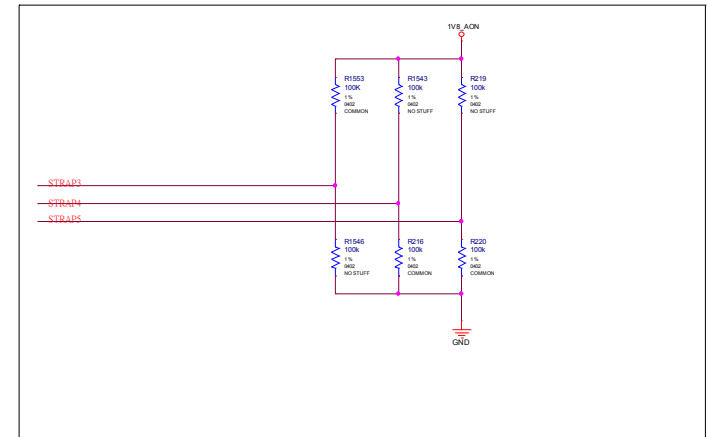 1V8_AON
R1553
100K
1%
0402
COMMON
R1543
100k
1%
0402
NO STUFF
R219
100k
1%
0402
NO STUFF
STRAP3
STRAP4
STRAP5
R1546
100k
1%
0402
NO STUFF
R216
100k
1%
0402
COMMON
R220
100k
1%
0402
COMMON
GND